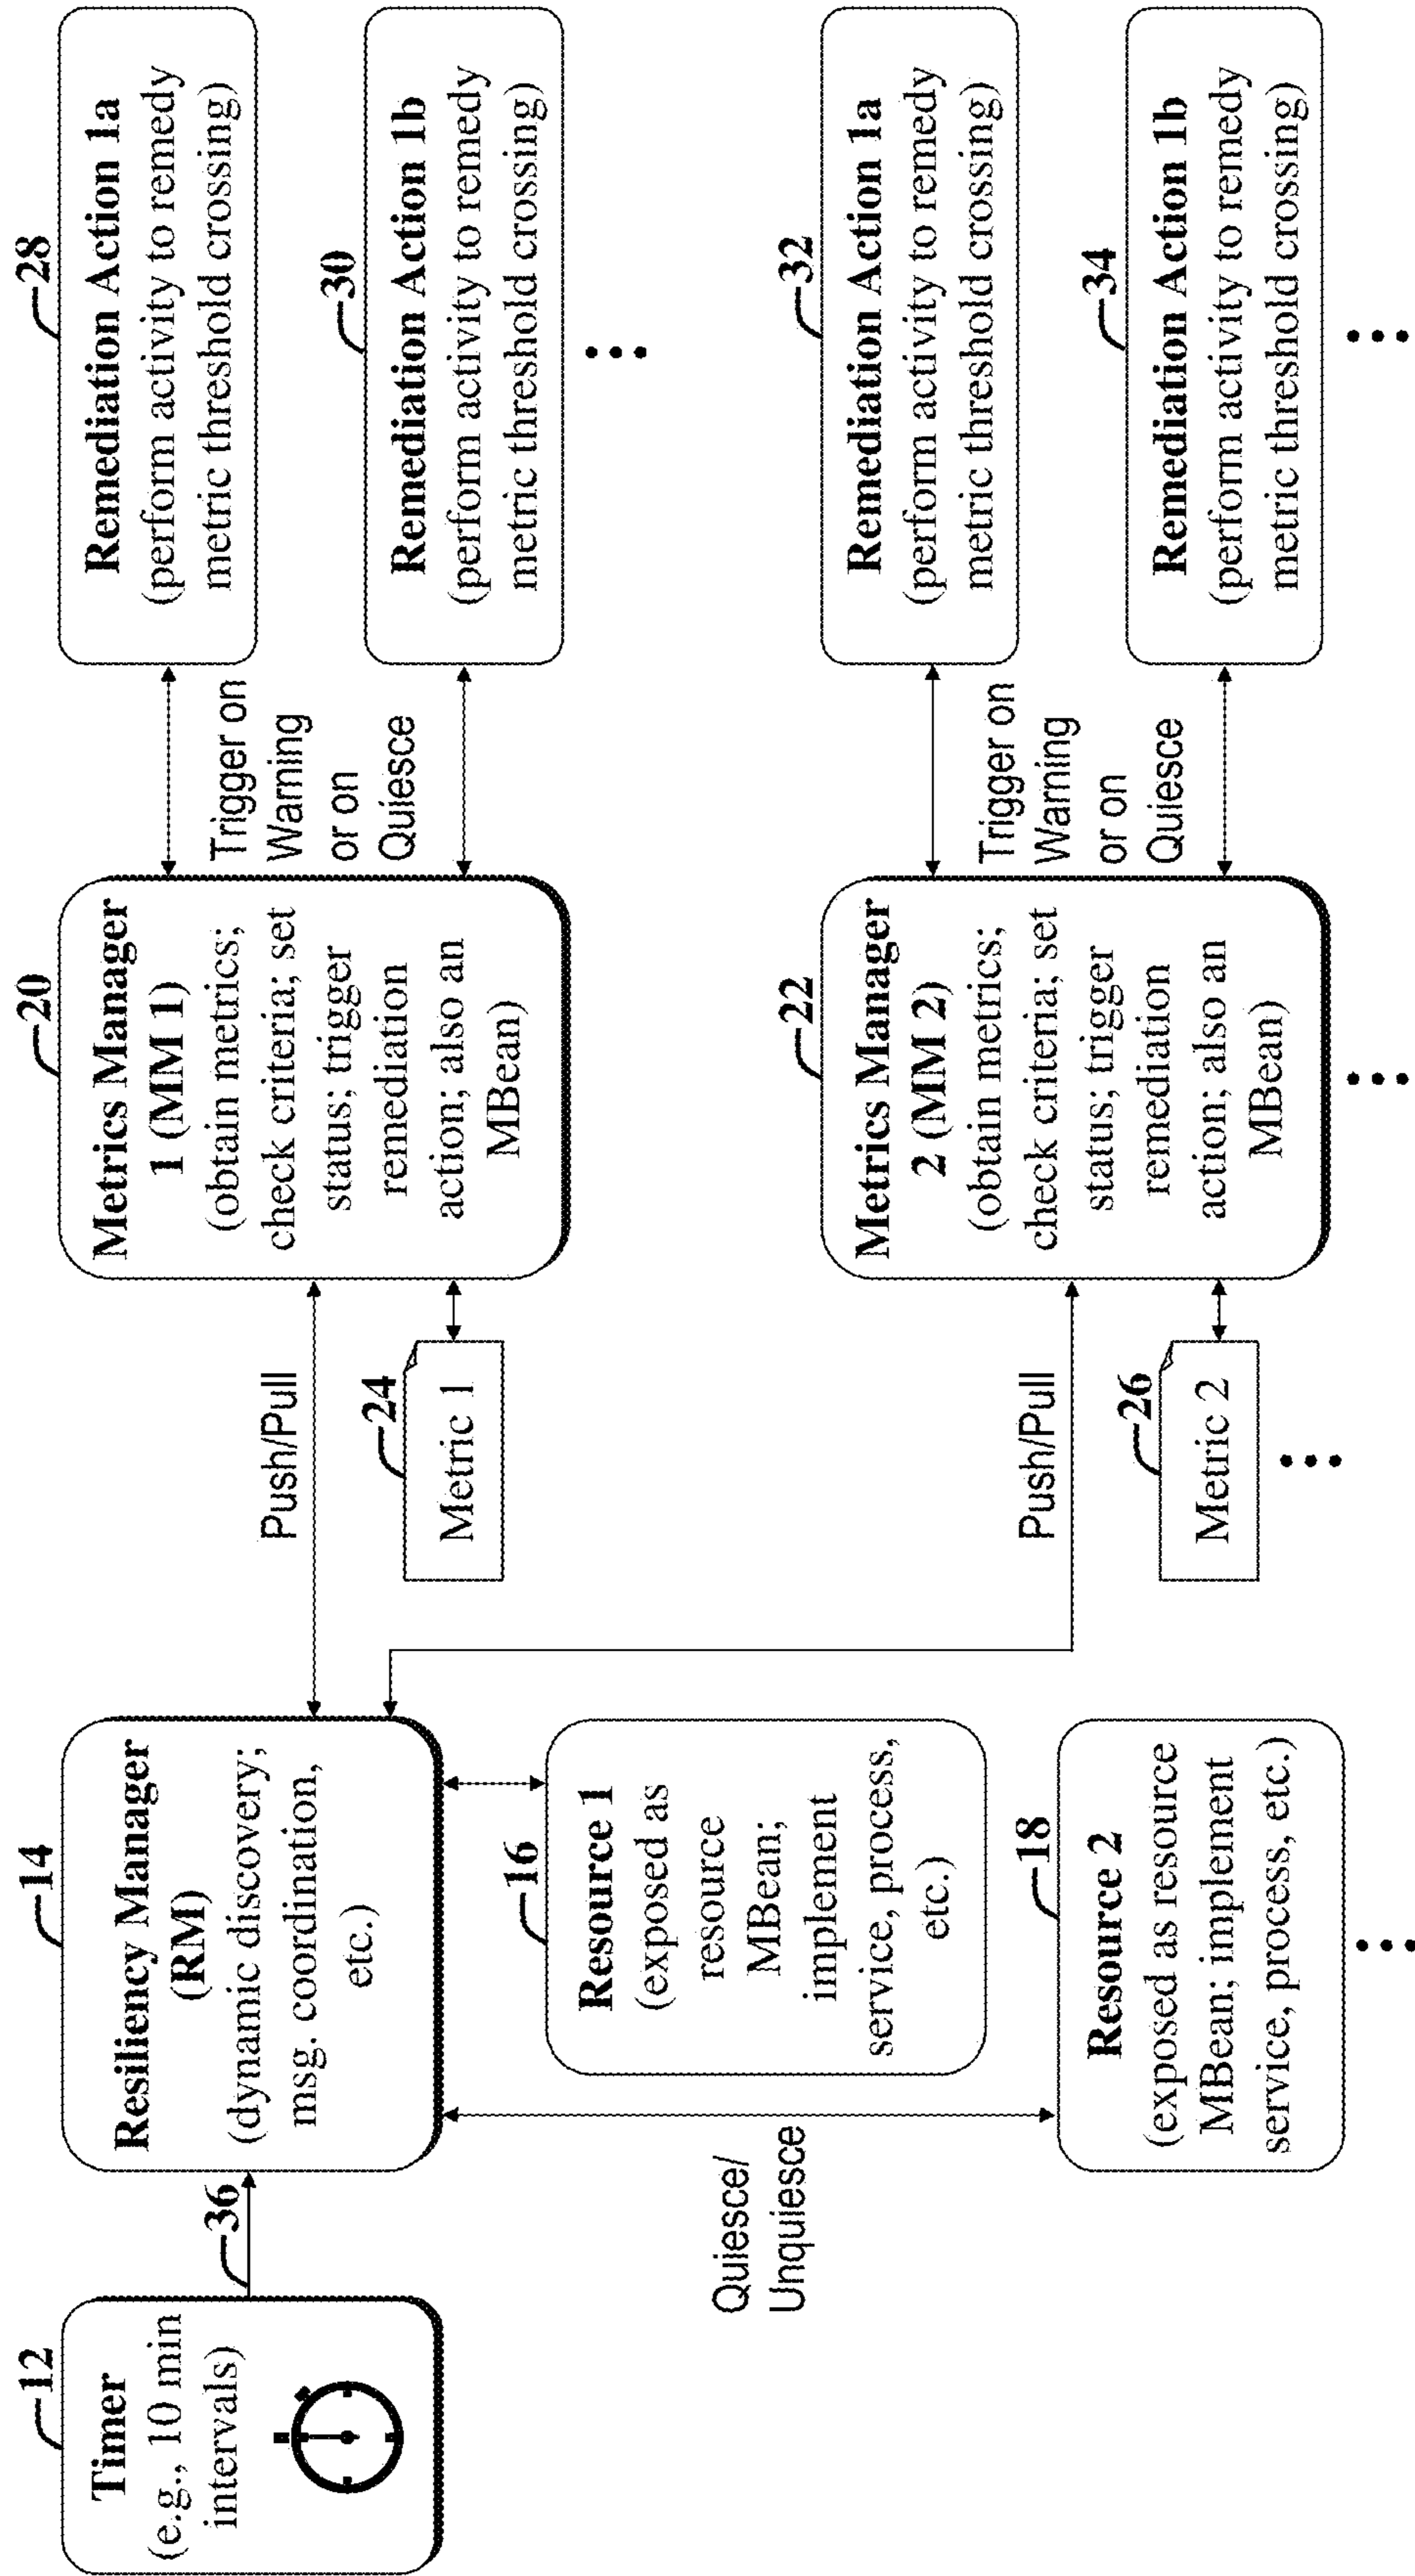 12
Timer
(e.g., 10 min
intervals)
36
14
Resiliency Manager
(RM)
(dynamic discovery;
msg. coordination,
etc.)
Quiesce/
Unquiesce
16
Resource 1
(exposed as
resource
MBean;
implement
service, process,
etc.)
18
Resource 2
(exposed as resource
MBean; implement
service, process, etc.)
Push/Pull
24
Metric 1
Push/Pull
26
Metric 2
20
Metrics Manager
1 (MM 1)
(obtain metrics;
check criteria; set
status; trigger
remediation
action; also an
MBean)
22
Metrics Manager
2 (MM 2)
(obtain metrics;
check criteria; set
status; trigger
remediation
action; also an
MBean)
Trigger on
Warning
or on
Quiesce
Trigger on
Warning
or on
Quiesce
28
Remediation Action 1a
(perform activity to remedy
metric threshold crossing)
30
Remediation Action 1b
(perform activity to remedy
metric threshold crossing)
32
Remediation Action 1a
(perform activity to remedy
metric threshold crossing)
34
Remediation Action 1b
(perform activity to remedy
metric threshold crossing)